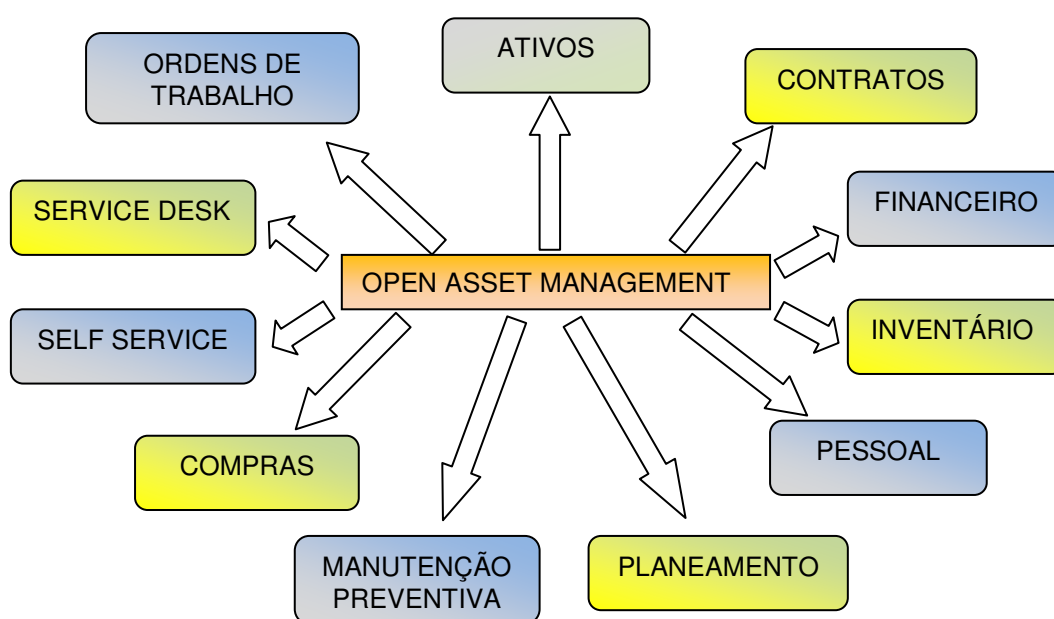 ATIVOS
ORDENS DE
TRABALHO
CONTRATOS
SERVICE DESK
FINANCEIRO
OPEN ASSET MANAGEMENT
SELF SERVICE
INVENTÁRIO
COMPRAS
PESSOAL
MANUTENÇÃO
PREVENTIVA
PLANEAMENTO